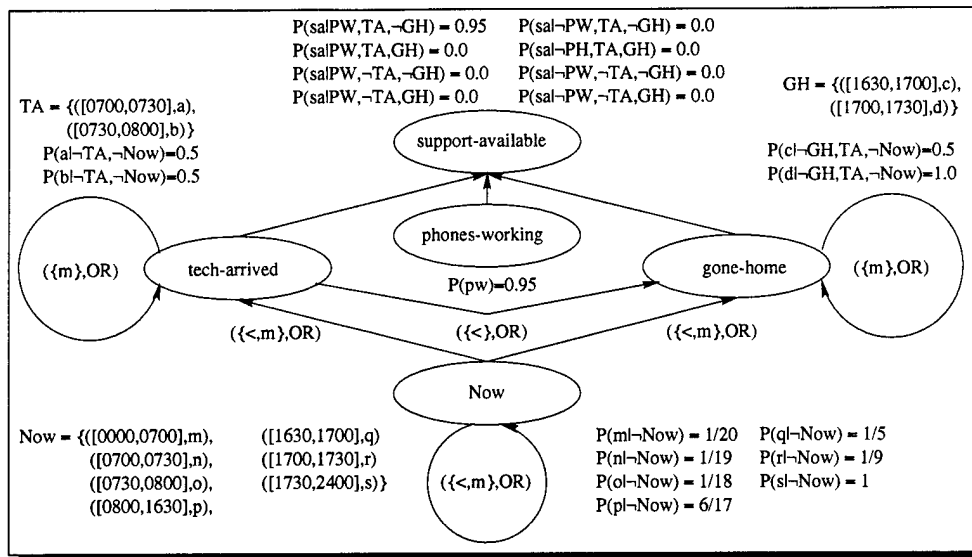 P(sa|PW,TA,¬GH) = 0.95 P(sa|¬PW,TA,¬GH) = 0.0
P(sa|PW,TA,GH) = 0.0 P(sa|¬PH,TA,GH) = 0.0
P(sa|PW,¬TA,¬GH) = 0.0 P(sa|¬PW,¬TA,¬GH) = 0.0
P(sa|PW,¬TA,GH) = 0.0 P(sa|¬PW,¬TA,GH) = 0.0
TA = {([0700,0730],a),
([0730,0800],b)}
P(a|¬TA,¬Now)=0.5
P(b|¬TA,¬Now)=0.5
GH = {([1630,1700],c),
([1700,1730],d)}
P(c|¬GH,TA,¬Now)=0.5
P(d|¬GH,TA,¬Now)=1.0
support-available
phones-working
P(pw)=0.95
({m},OR)
tech-arrived
gone-home
({m},OR)
({<,m},OR)
({<},OR)
({<,m},OR)
Now
({<,m},OR)
Now = {([0000,0700],m), ([1630,1700],q)
([0700,0730],n), ([1700,1730],r)
([0730,0800],o), ([1730,2400],s)}
([0800,1630],p),
P(m|¬Now) = 1/20 P(q|¬Now) = 1/5
P(n|¬Now) = 1/19 P(r|¬Now) = 1/9
P(o|¬Now) = 1/18 P(s|¬Now) = 1
P(p|¬Now) = 6/17